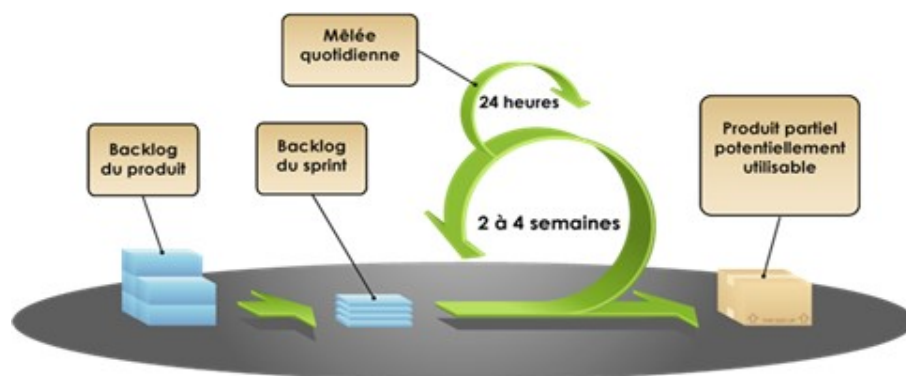 Mêlée
quotidienne
24 heures
Backlog
du produit
Backlog
du sprint
Produit partiel
potentiellement
utilisable
2 à 4 semaines